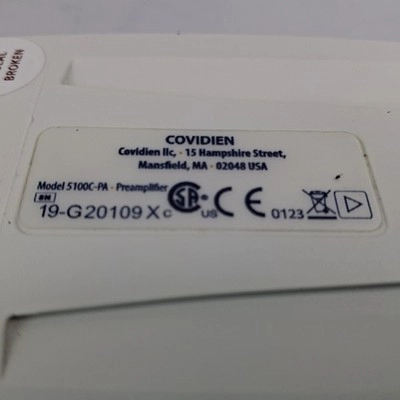 BROKEN
COVIDIEN
Covidien llc, - 15 Hampshire Street,
Mansfield, MA - 02048 USA
Model 5100C-PA - Preamplifier
SN
19-G20109 X
C SA US CE 0123